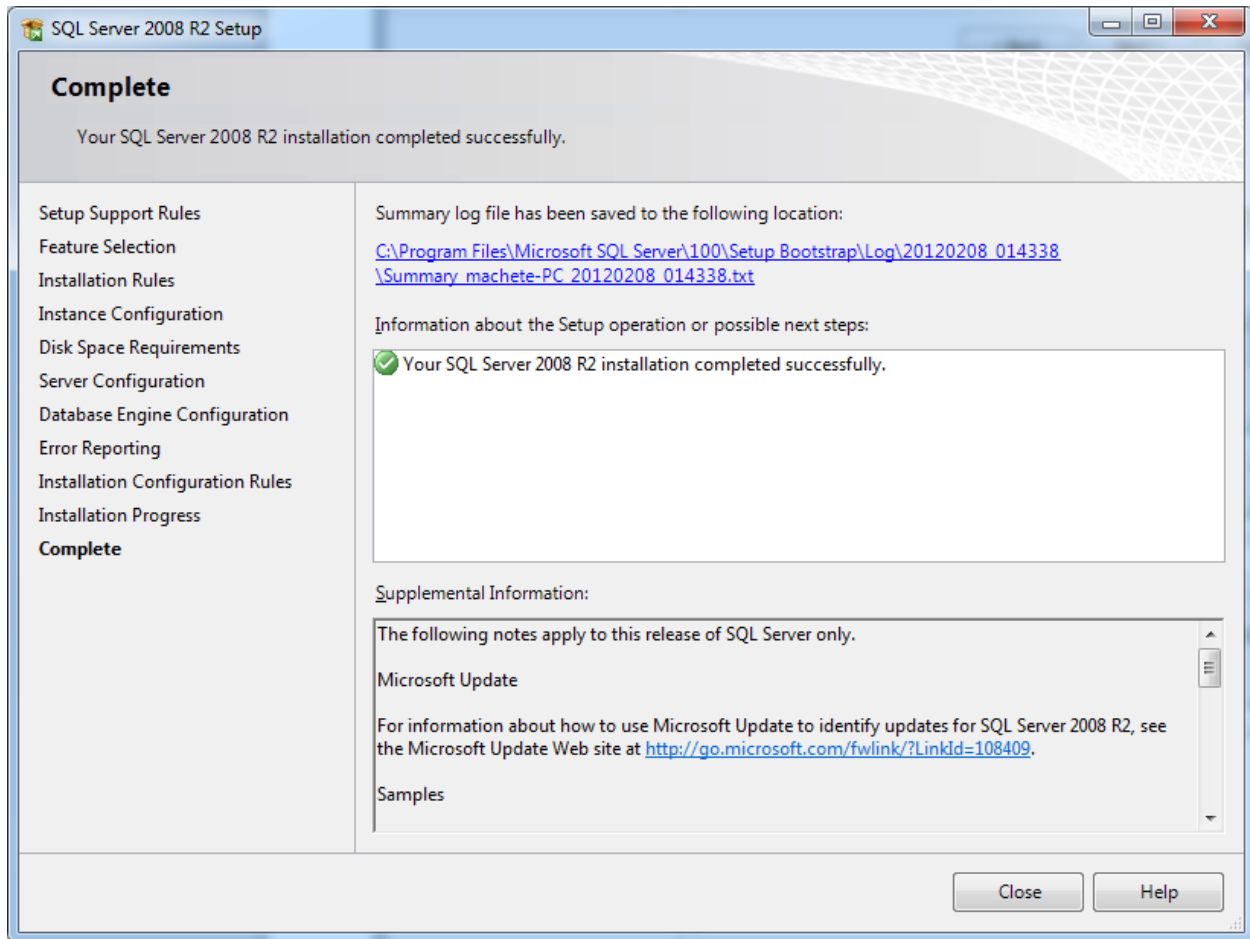 SQL Server 2008 R2 Setup
Complete
Your SQL Server 2008 R2 installation completed successfully.
Setup Support Rules
Feature Selection
Installation Rules
Instance Configuration
Disk Space Requirements
Server Configuration
Database Engine Configuration
Error Reporting
Installation Configuration Rules
Installation Progress
Complete
Summary log file has been saved to the following location:
C:\Program Files\Microsoft SQL Server\100\Setup Bootstrap\Log\20120208_014338
\Summary_machete-PC_20120208_014338.txt
Information about the Setup operation or possible next steps:
Your SQL Server 2008 R2 installation completed successfully.
Supplemental Information:
The following notes apply to this release of SQL Server only.
Microsoft Update
For information about how to use Microsoft Update to identify updates for SQL Server 2008 R2, see
the Microsoft Update Web site at http://go.microsoft.com/fwlink/?LinkId=108409.
Samples
Close
Help